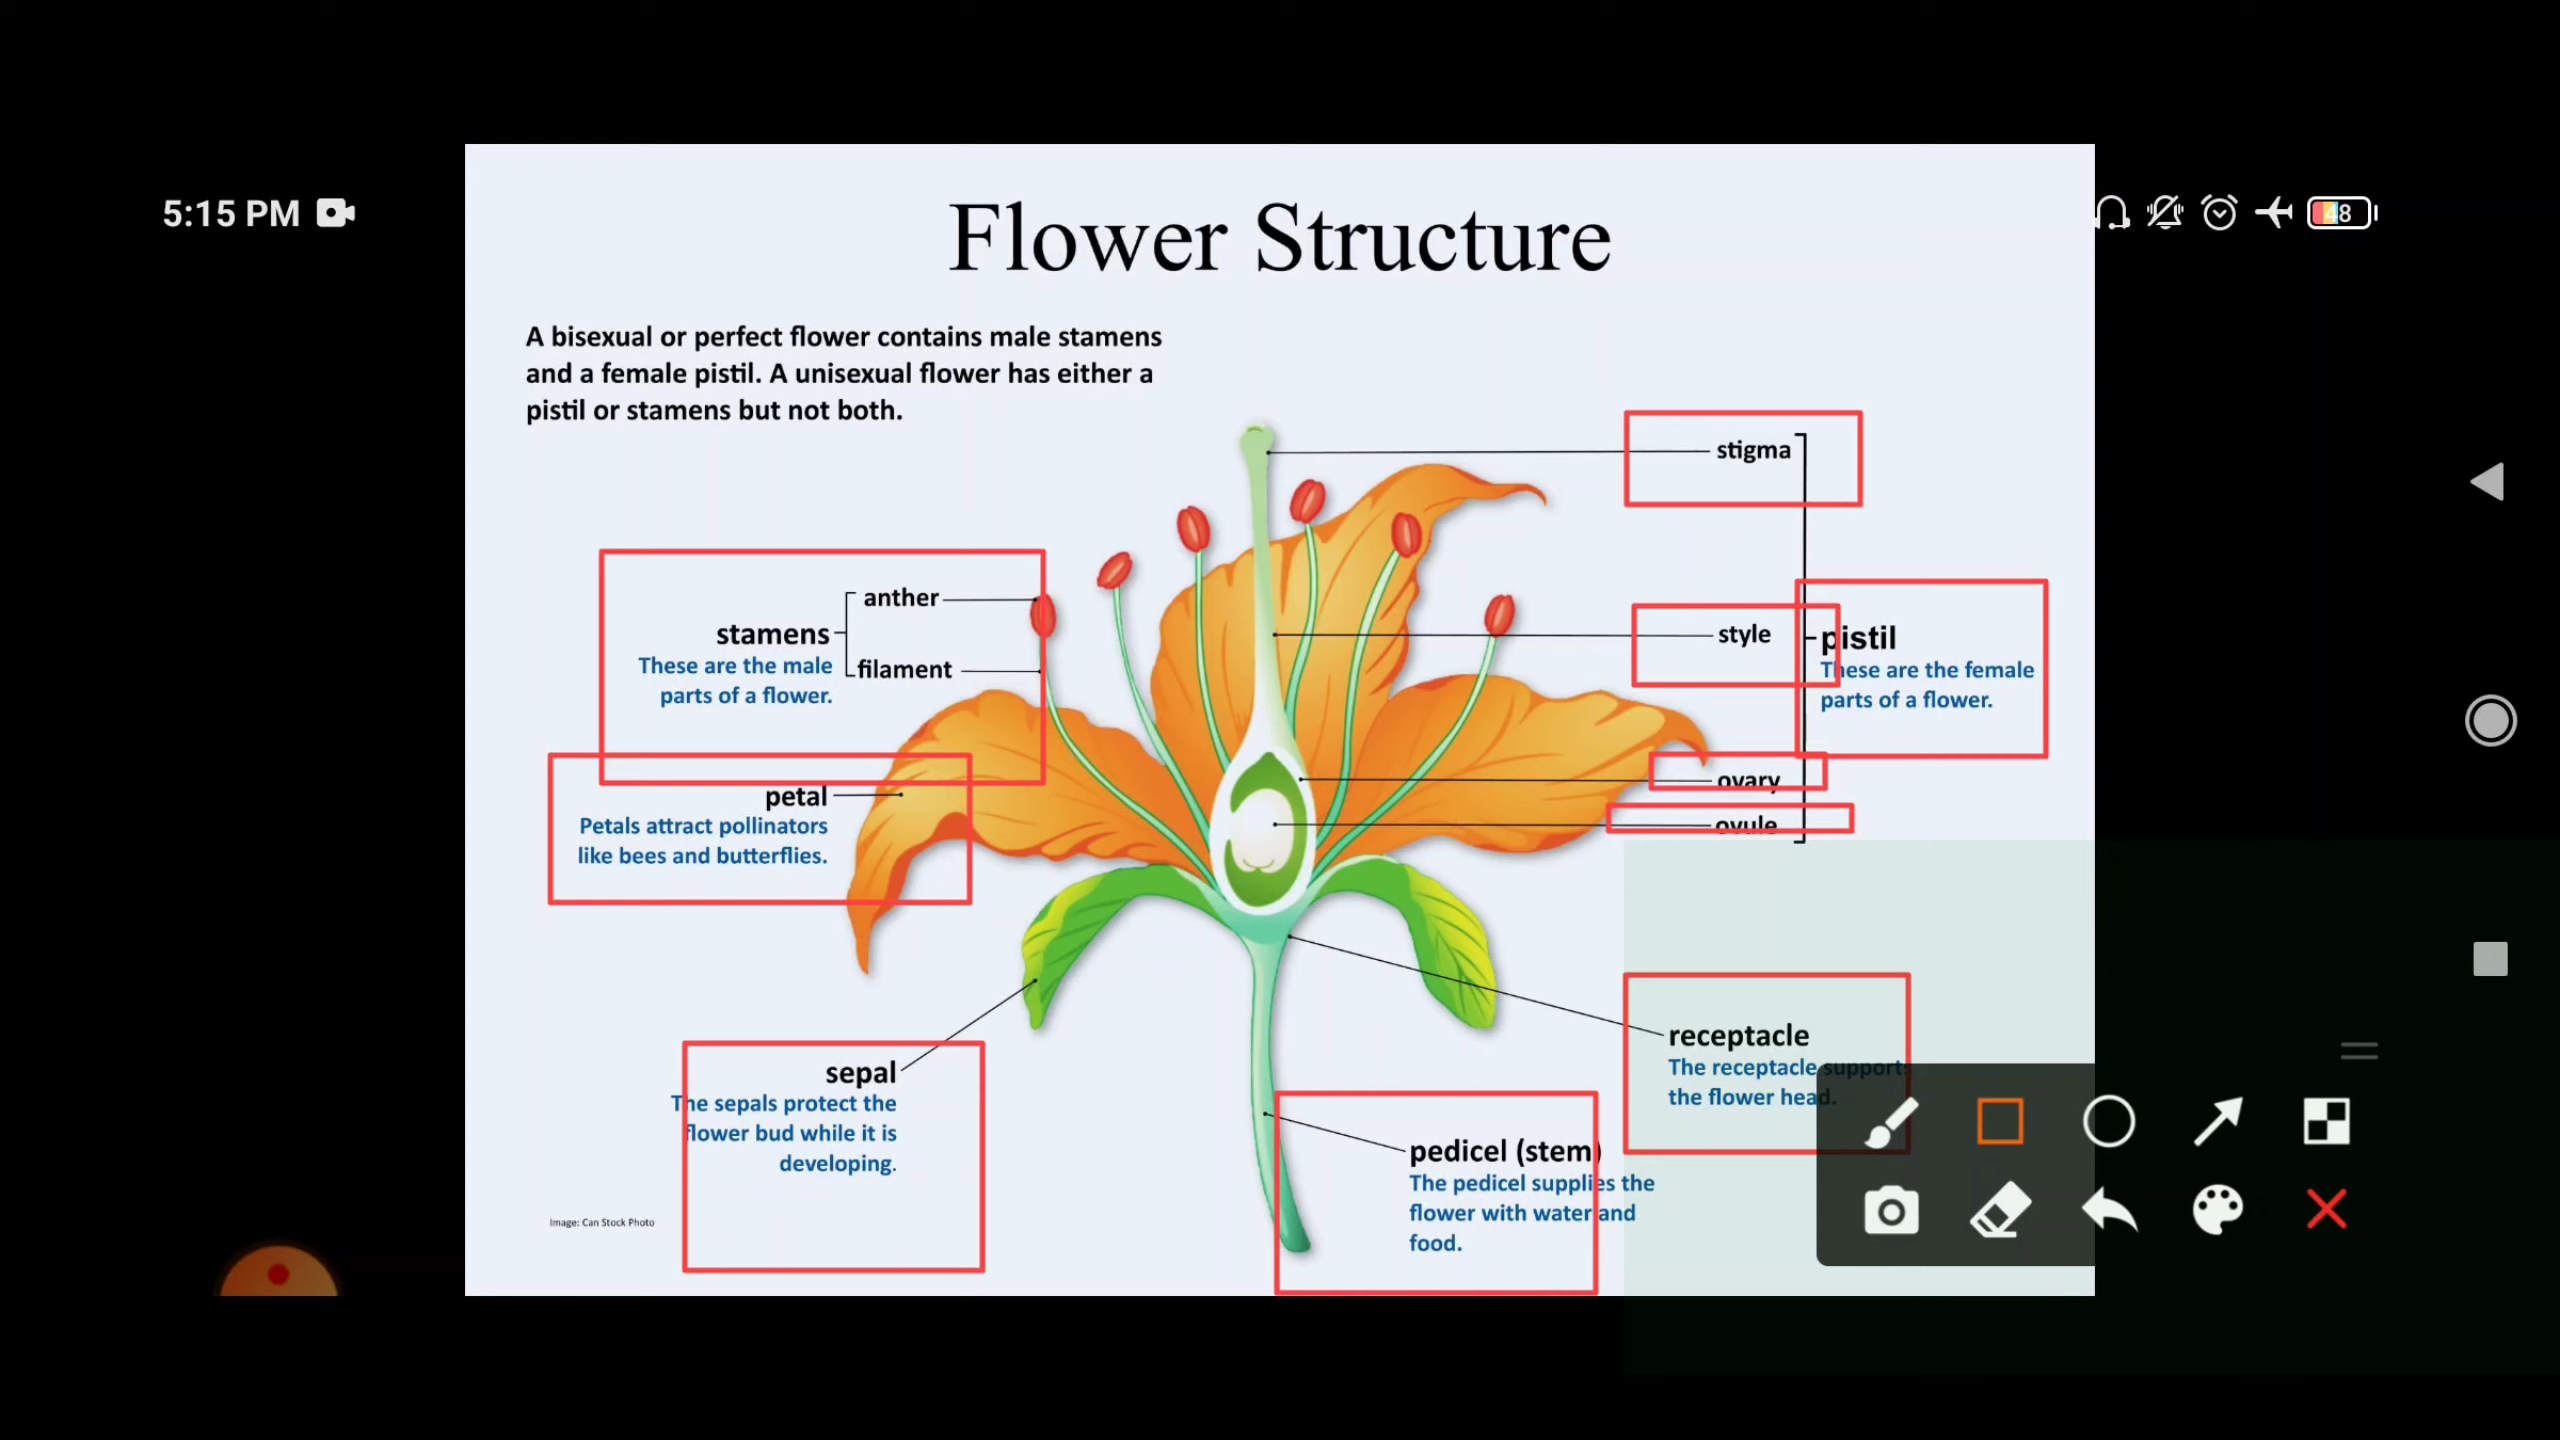 5:15 PM
48
Flower Structure
A bisexual or perfect flower contains male stamens
and a female pistil. A unisexual flower has either a
pistil or stamens but not both.
stigma
anther
stamens
filament
These are the male
parts of a flower.
style
pistil
These are the female
parts of a flower.
petal
Petals attract pollinators
like bees and butterflies.
ovary
ovule
sepal
The sepals protect the
flower bud while it is
developing.
receptacle
The receptacle supports
the flower head.
pedicel (stem)
The pedicel supplies the
flower with water and
food.
Image: Can Stock Photo